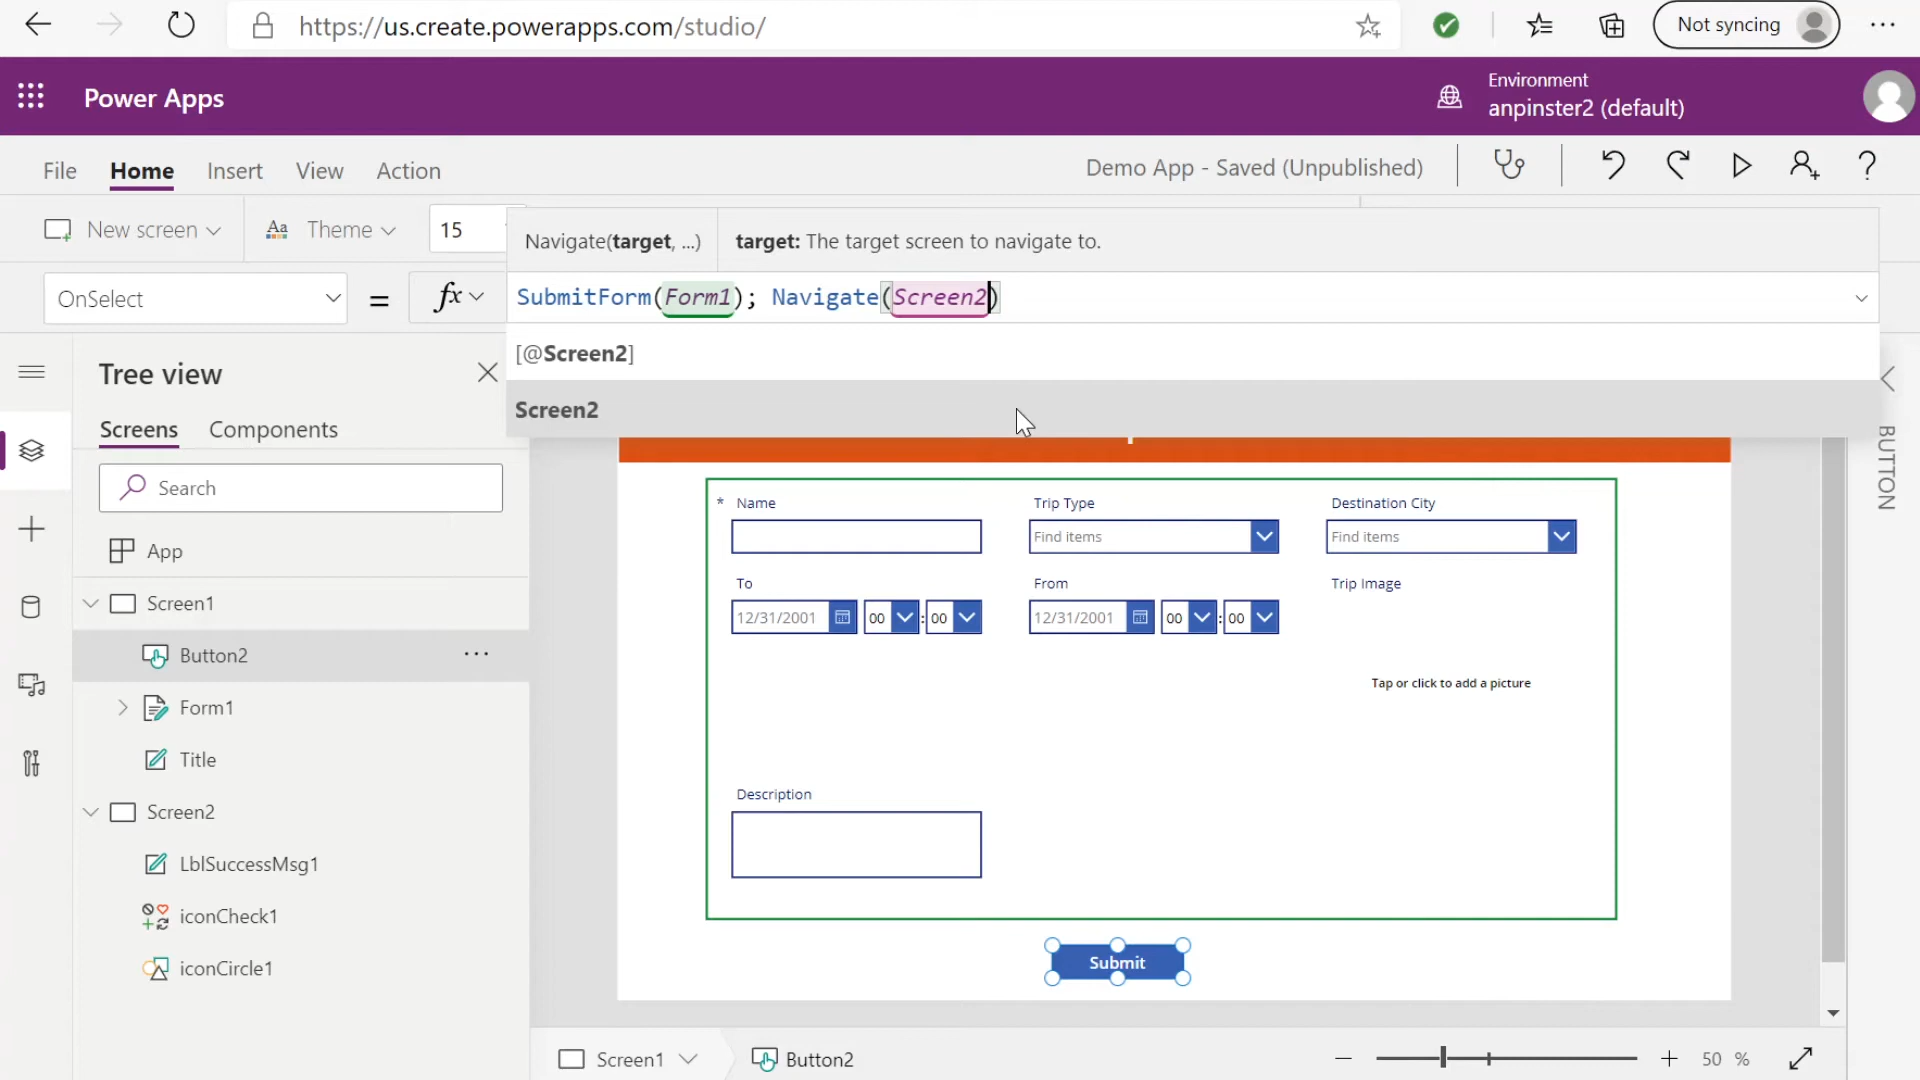 https://us.create.powerapps.com/studio/
Not syncing
Power Apps
Environment
anpinster2 (default)
File Home Insert View Action
Demo App - Saved (Unpublished)
New screen
Theme
15
Navigate(target, ...)
target: The target screen to navigate to.
OnSelect
=
fx
SubmitForm(Form1); Navigate(Screen2)
[@Screen2]
Screen2
Tree view
Screens Components
Search
App
Screen1
Button2
Form1
Title
Screen2
LblSuccessMsg1
iconCheck1
iconCircle1
* Name
Trip Type
Destination City
Find items
Find items
To
From
Trip Image
12/31/2001 00 : 00
12/31/2001 00 : 00
Tap or click to add a picture
Description
Submit
BUTTON
Screen1
Button2
50 %